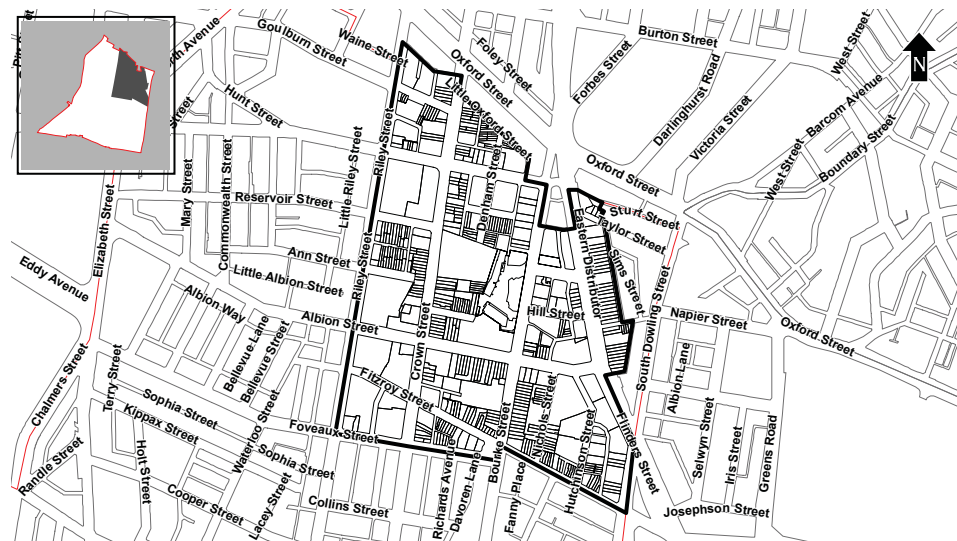 Goulburn Street
Waine Street
Foley Street
Oxford Street
Burton Street
West Street
N
Forbes Street
Darlinghurst Road
Victoria Street
Barcom Avenue
Boundary Street
West Street
Street
Hunt Street
Little Oxford Street
Riley Street
Little Riley Street
Denham Street
Oxford Street
Commonwealth Street
Mary Street
Reservoir Street
Sturt Street
Taylor Street
Elizabeth Street
Eddy Avenue
Ann Street
Little Albion Street
Riley Street
Eastern Distributor
Sims Street
South Dowling Street
Albion Way
Albion Street
Hill Street
Napier Street
Oxford Street
Bellevue Lane
Bellevue Street
Crown Street
Chalmers Street
Terry Street
Sophia Street
Kippax Street
Fitzroy Street
Albion Lane
Foveaux Street
Waterloo Street
Bourke Street
Nichols Street
Hutchinson Street
Flinders Street
Selwyn Street
Iris Street
Greens Road
Randle Street
Holt Street
Cooper Street
Sophia Street
Lacey Street
Collins Street
Richards Avenue
Davoren Lane
Fanny Place
Josephson Street